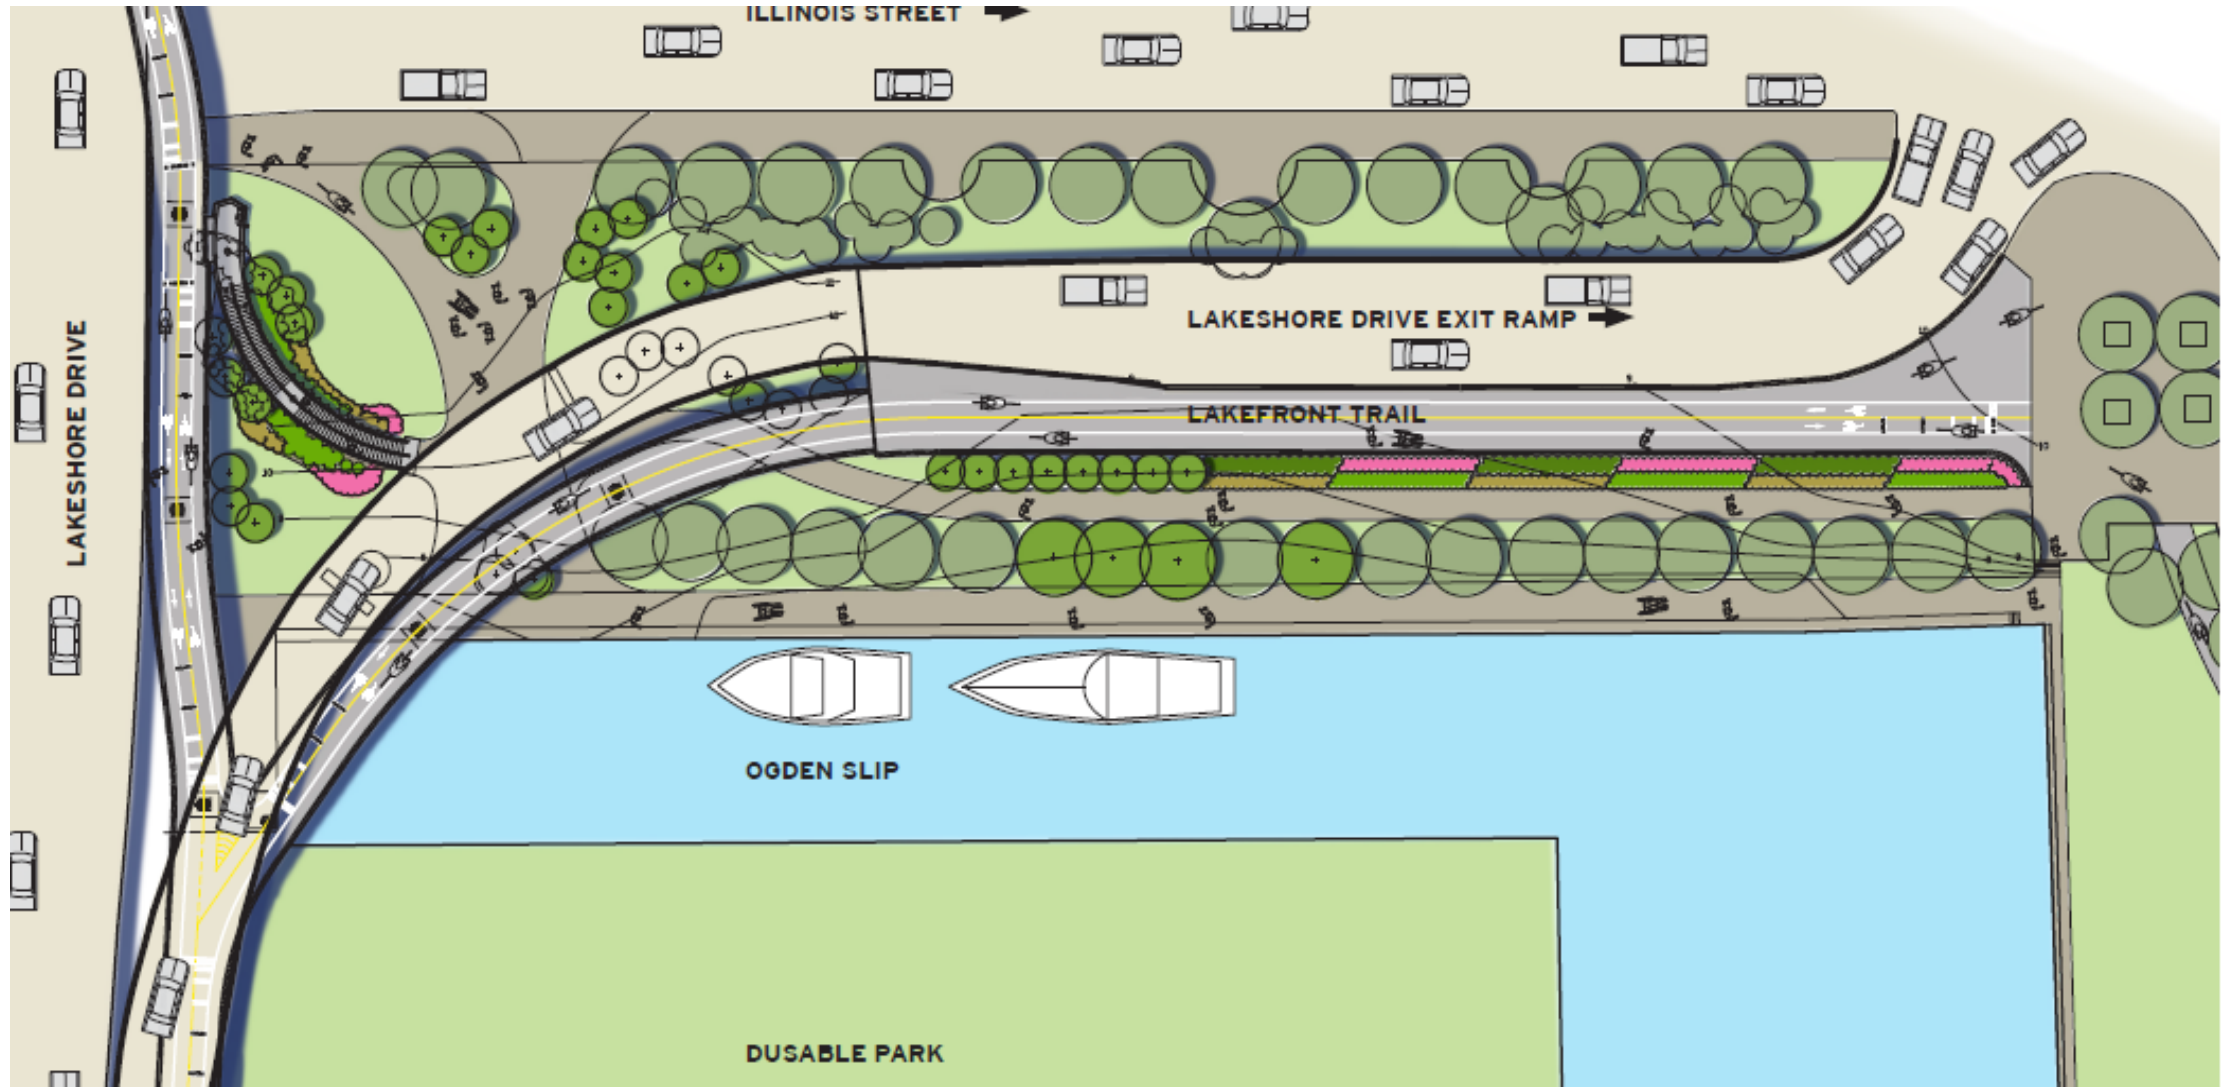 ILLINOIS STREET
LAKESHORE DRIVE
LAKESHORE DRIVE EXIT RAMP
LAKEFRONT TRAIL
OGDEN SLIP
DUSABLE PARK